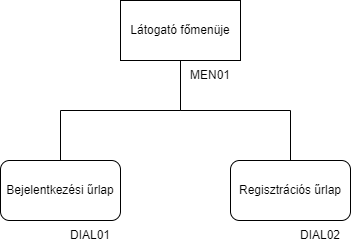 Látogató főmenüje
MEN01
Bejelentkezési űrlap
Regisztrációs űrlap
DIAL01
DIAL02